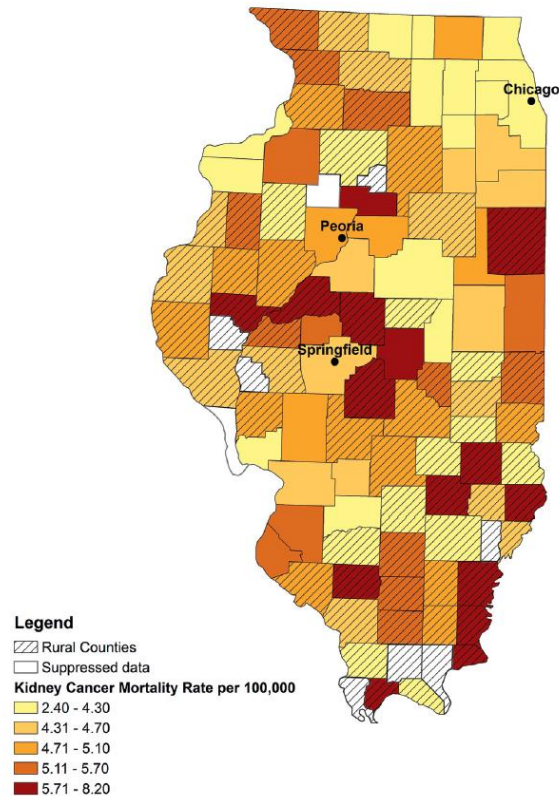 Chicago
Peoria
Springfield
Legend
Rural Counties
Suppressed data
Kidney Cancer Mortality Rate per 100,000
2.40 - 4.30
4.31 - 4.70
4.71 - 5.10
5.11 - 5.70
5.71 - 8.20